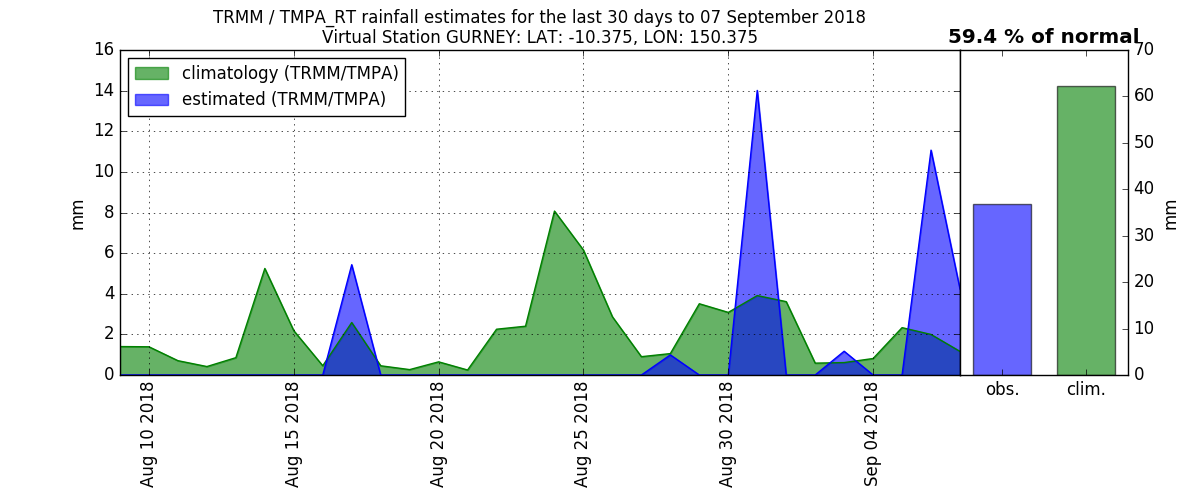 TRMM / TMPA_RT rainfall estimates for the last 30 days to 07 September 2018
Virtual Station GURNEY: LAT: -10.375, LON: 150.375
59.4 % of normal
climatology (TRMM/TMPA)
estimated (TRMM/TMPA)
mm
16
14
12
10
8
6
4
2
0
Aug 10 2018
Aug 15 2018
Aug 20 2018
Aug 25 2018
Aug 30 2018
Sep 04 2018
70
60
50
40
30
20
10
0
mm
obs.
clim.